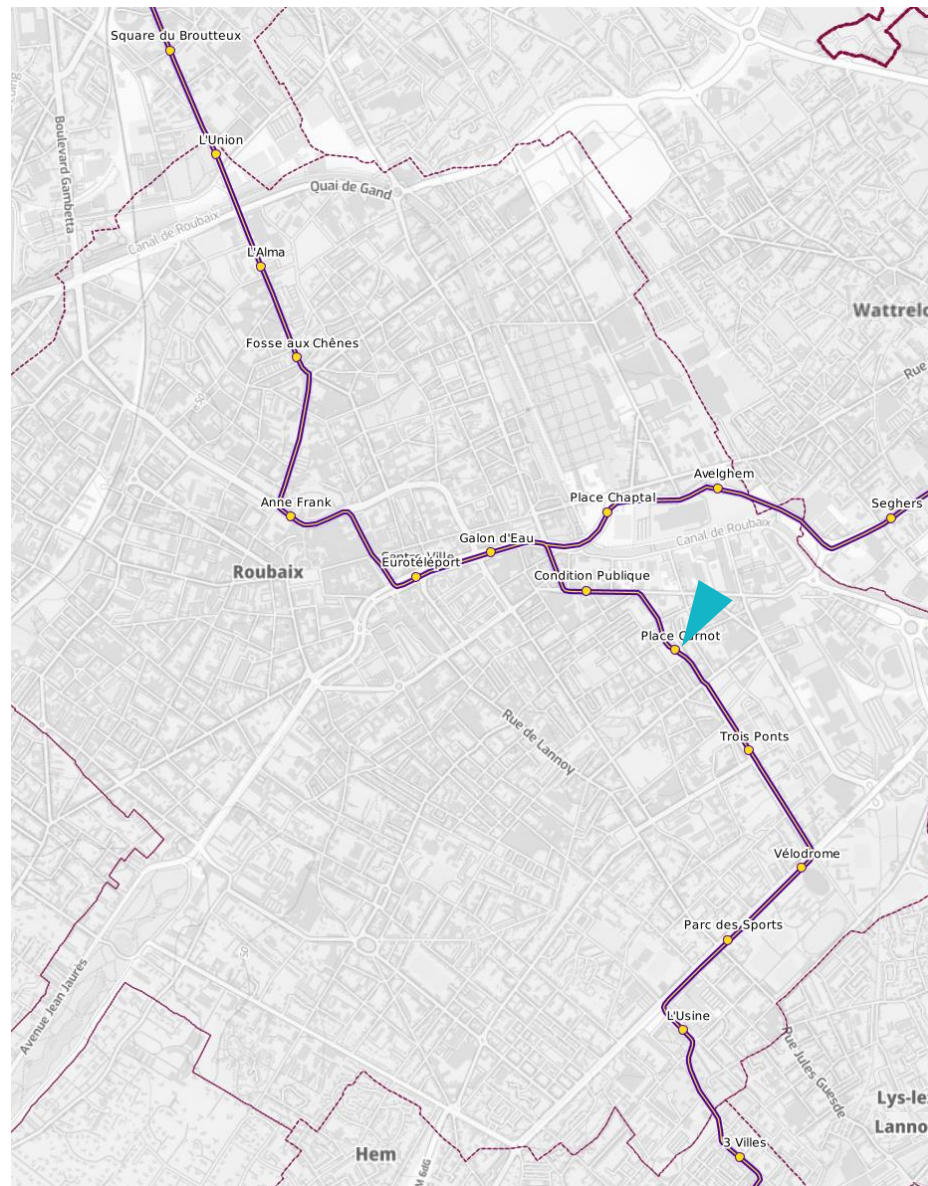 Square du Broutteux
L'Union
Boulevard Gambetta
Quai de Gand
Canal de Roubaix
L'Alma
Wattrelo
Fosse aux Chênes
Rue
Avelghem
Anne Frank
Place Chaptal
Seghers
Canal de Roubaix
Galon d'Eau
Centre Ville
Eurotéléport
Roubaix
Condition Publique
Place
Rue de Lannoy
Trois Ponts
Vélodrome
Parc des Sports
Avenue Jean Jaurès
L'Usine
Rue Jules Guesde
Lys-lez
Lannoy
3 Villes
Hem
M 6dG